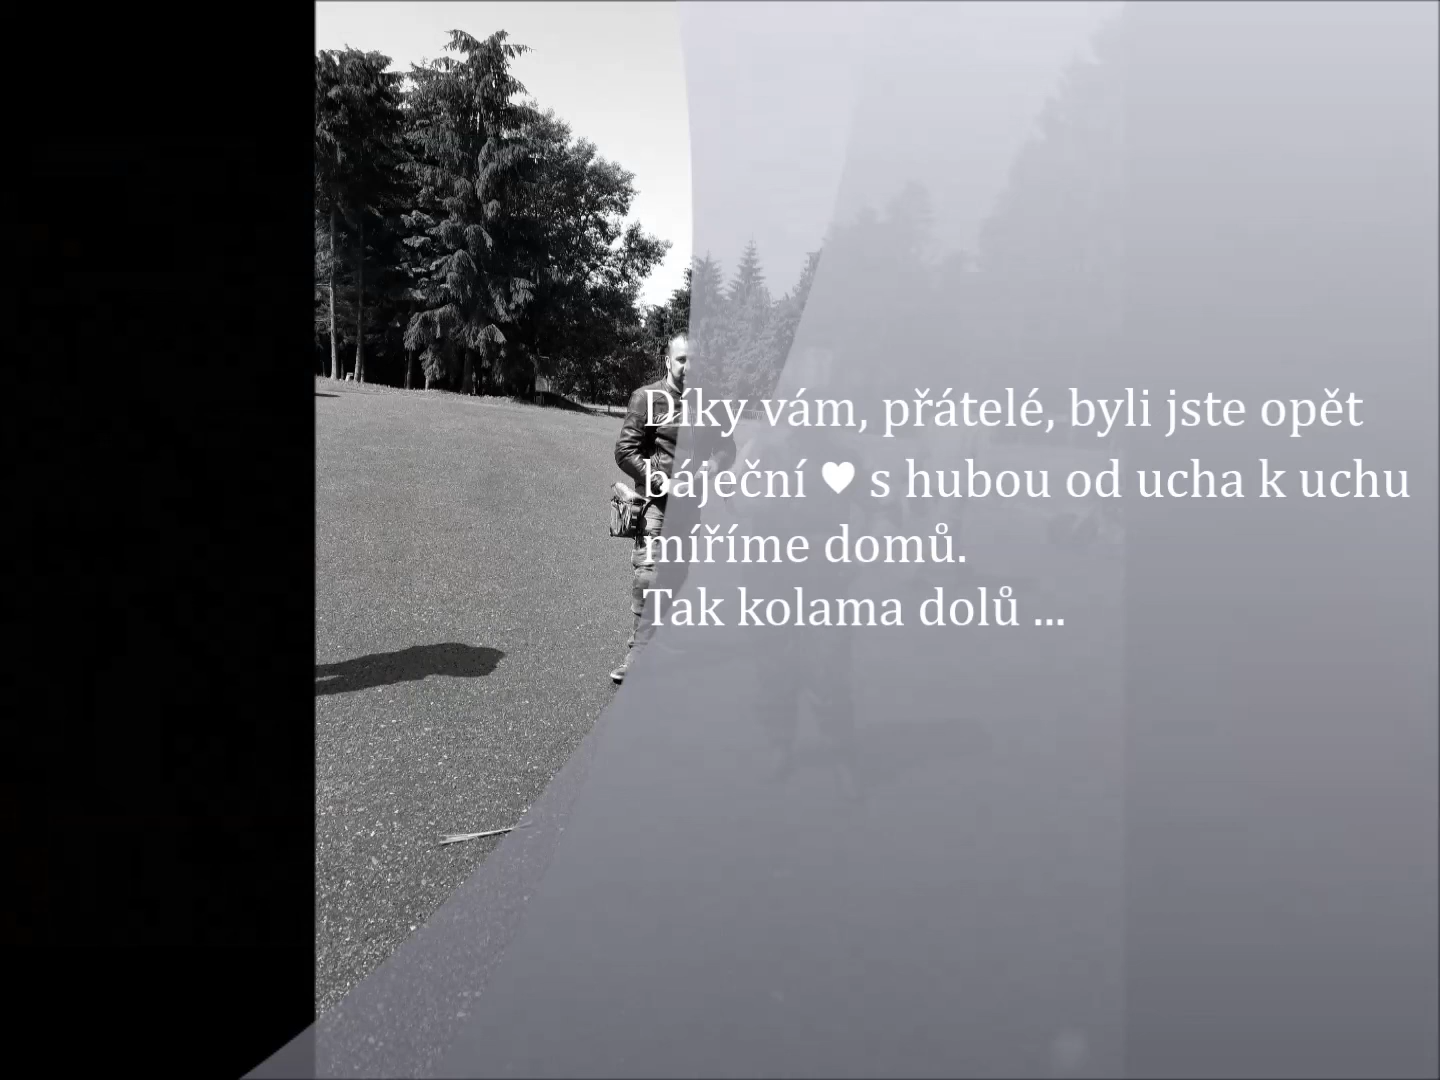 Díky vám, přátelé, byli jste opět
báječní ♥ s hubou od ucha k uchu
míříme domů.
Tak kolama dolů ...